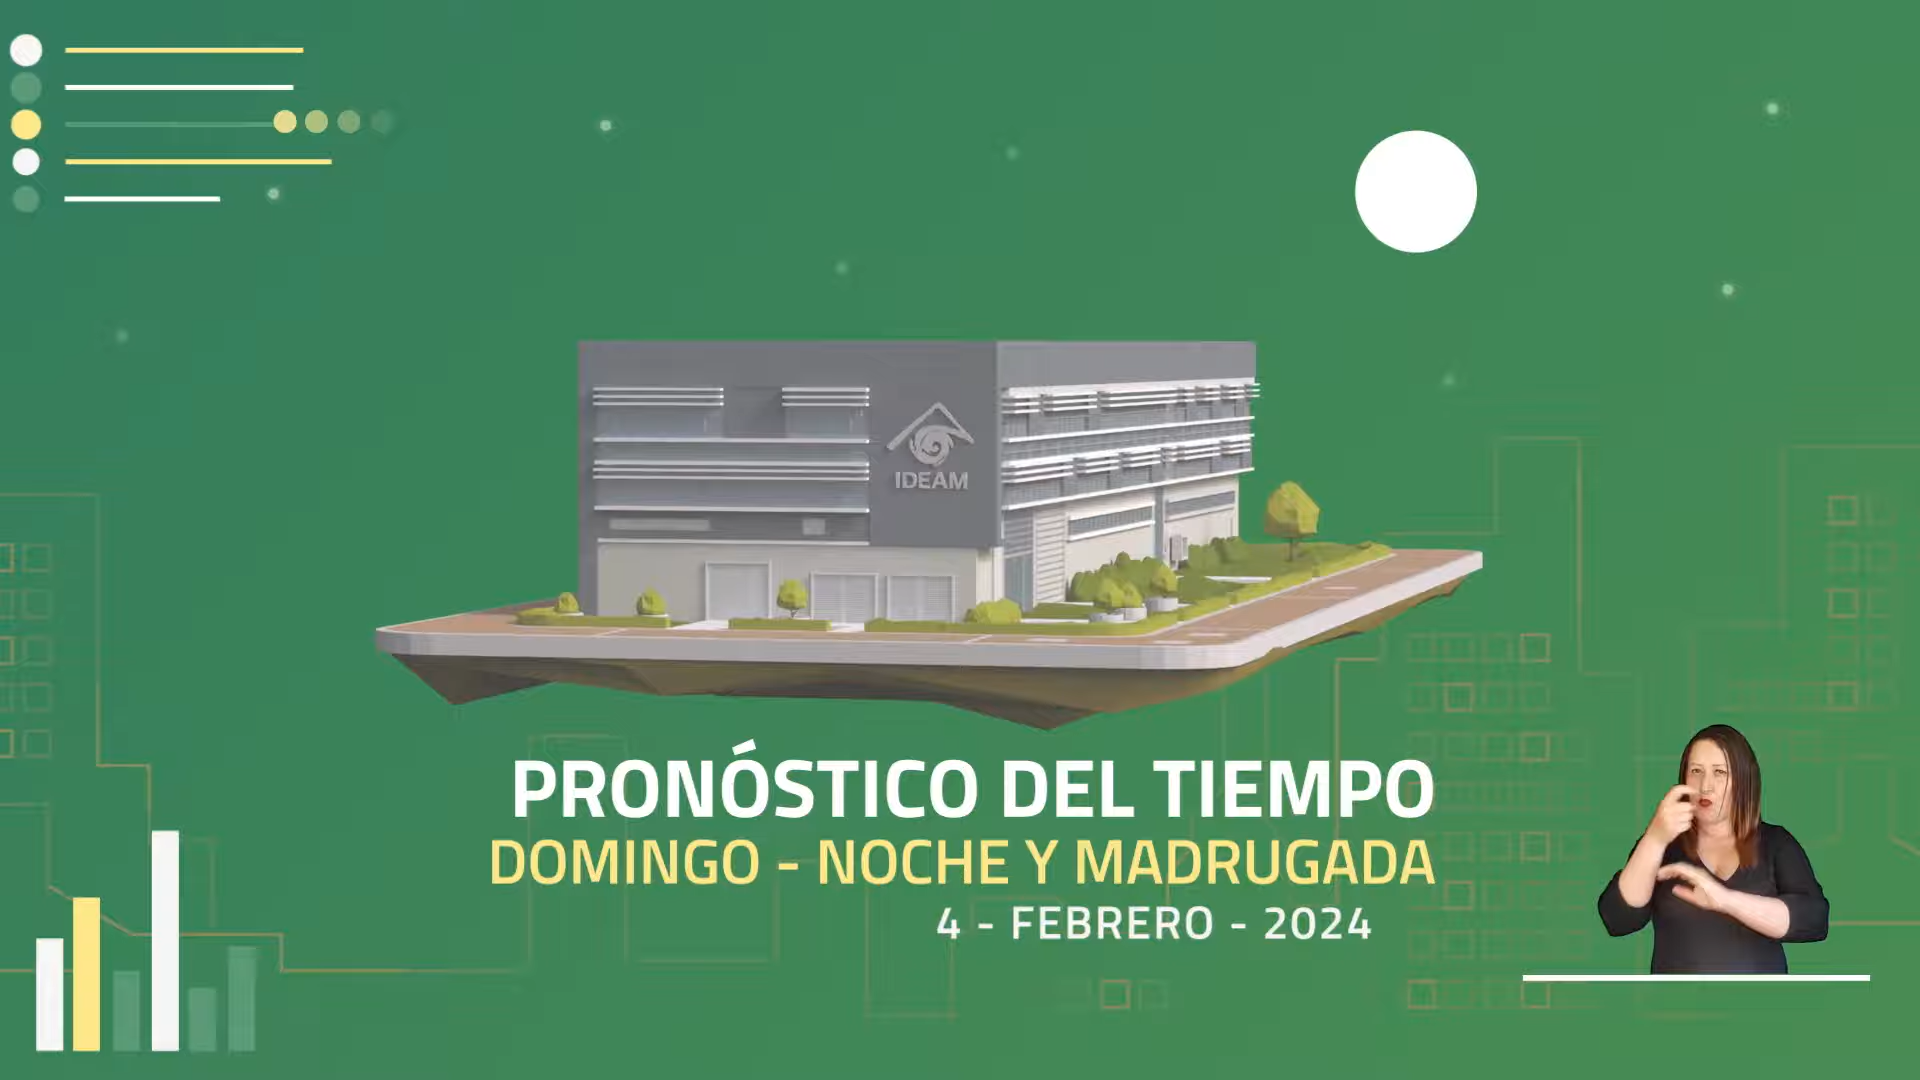 IDEAM
PRONÓSTICO DEL TIEMPO
DOMINGO - NOCHE Y MADRUGADA
4 - FEBRERO - 2024